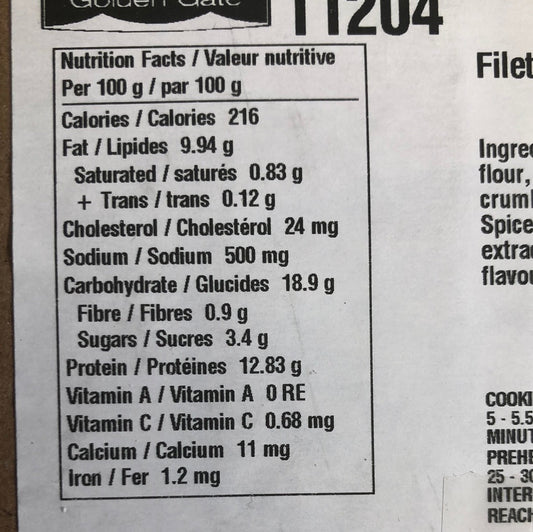 Golden Gate
11204
Nutrition Facts / Valeur nutritive
Per 100 g / par 100 g
Calories / Calories 216
Fat / Lipides 9.94 g
Saturated / saturés 0.83 g
+ Trans / trans 0.12 g
Cholesterol / Cholestérol 24 mg
Sodium / Sodium 500 mg
Carbohydrate / Glucides 18.9 g
Fibre / Fibres 0.9 g
Sugars / Sucres 3.4 g
Protein / Protéines 12.83 g
Vitamin A / Vitamin A 0 RE
Vitamin C / Vitamin C 0.68 mg
Calcium / Calcium 11 mg
Iron / Fer 1.2 mg
Filet
Ingre
flour,
crum
Spice
extra
flavou
COOKI
5 - 5.5
MINUT
PREHE
25 - 30
INTER
REACH